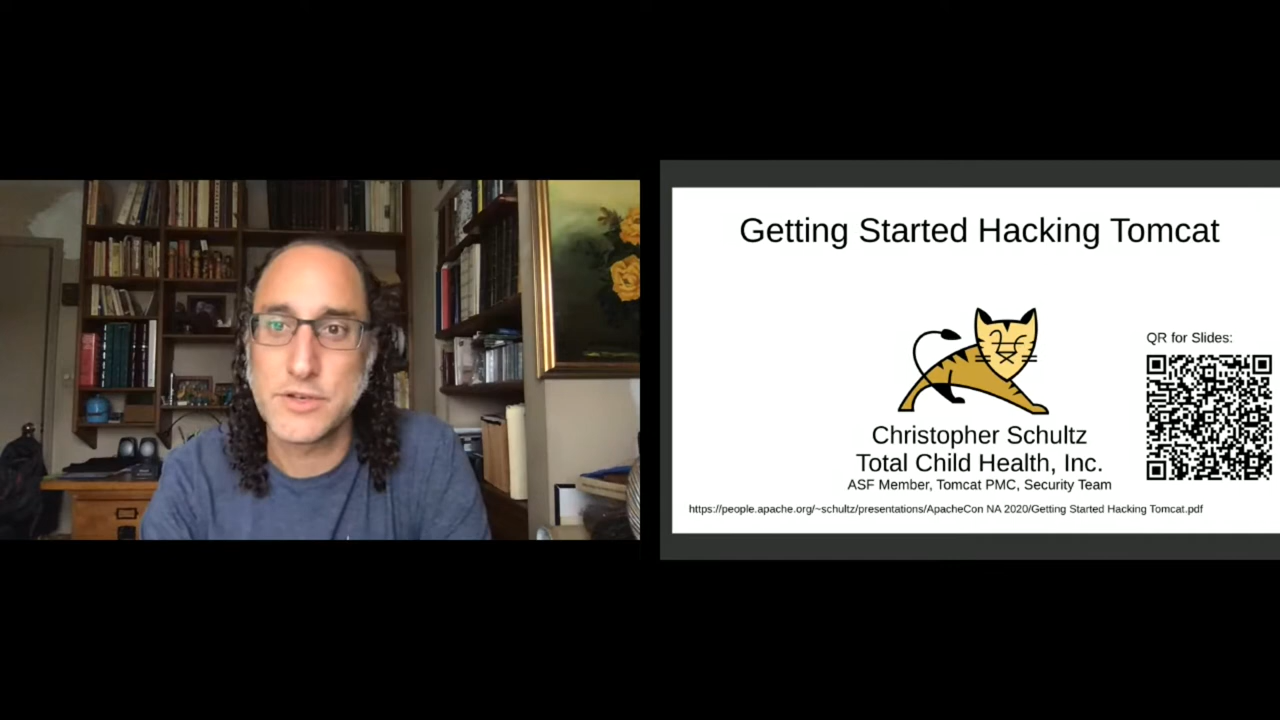 Getting Started Hacking Tomcat
QR for Slides:
Christopher Schultz
Total Child Health, Inc.
ASF Member, Tomcat PMC, Security Team
https://people.apache.org/~schultz/presentations/ApacheCon NA 2020/Getting Started Hacking Tomcat.pdf